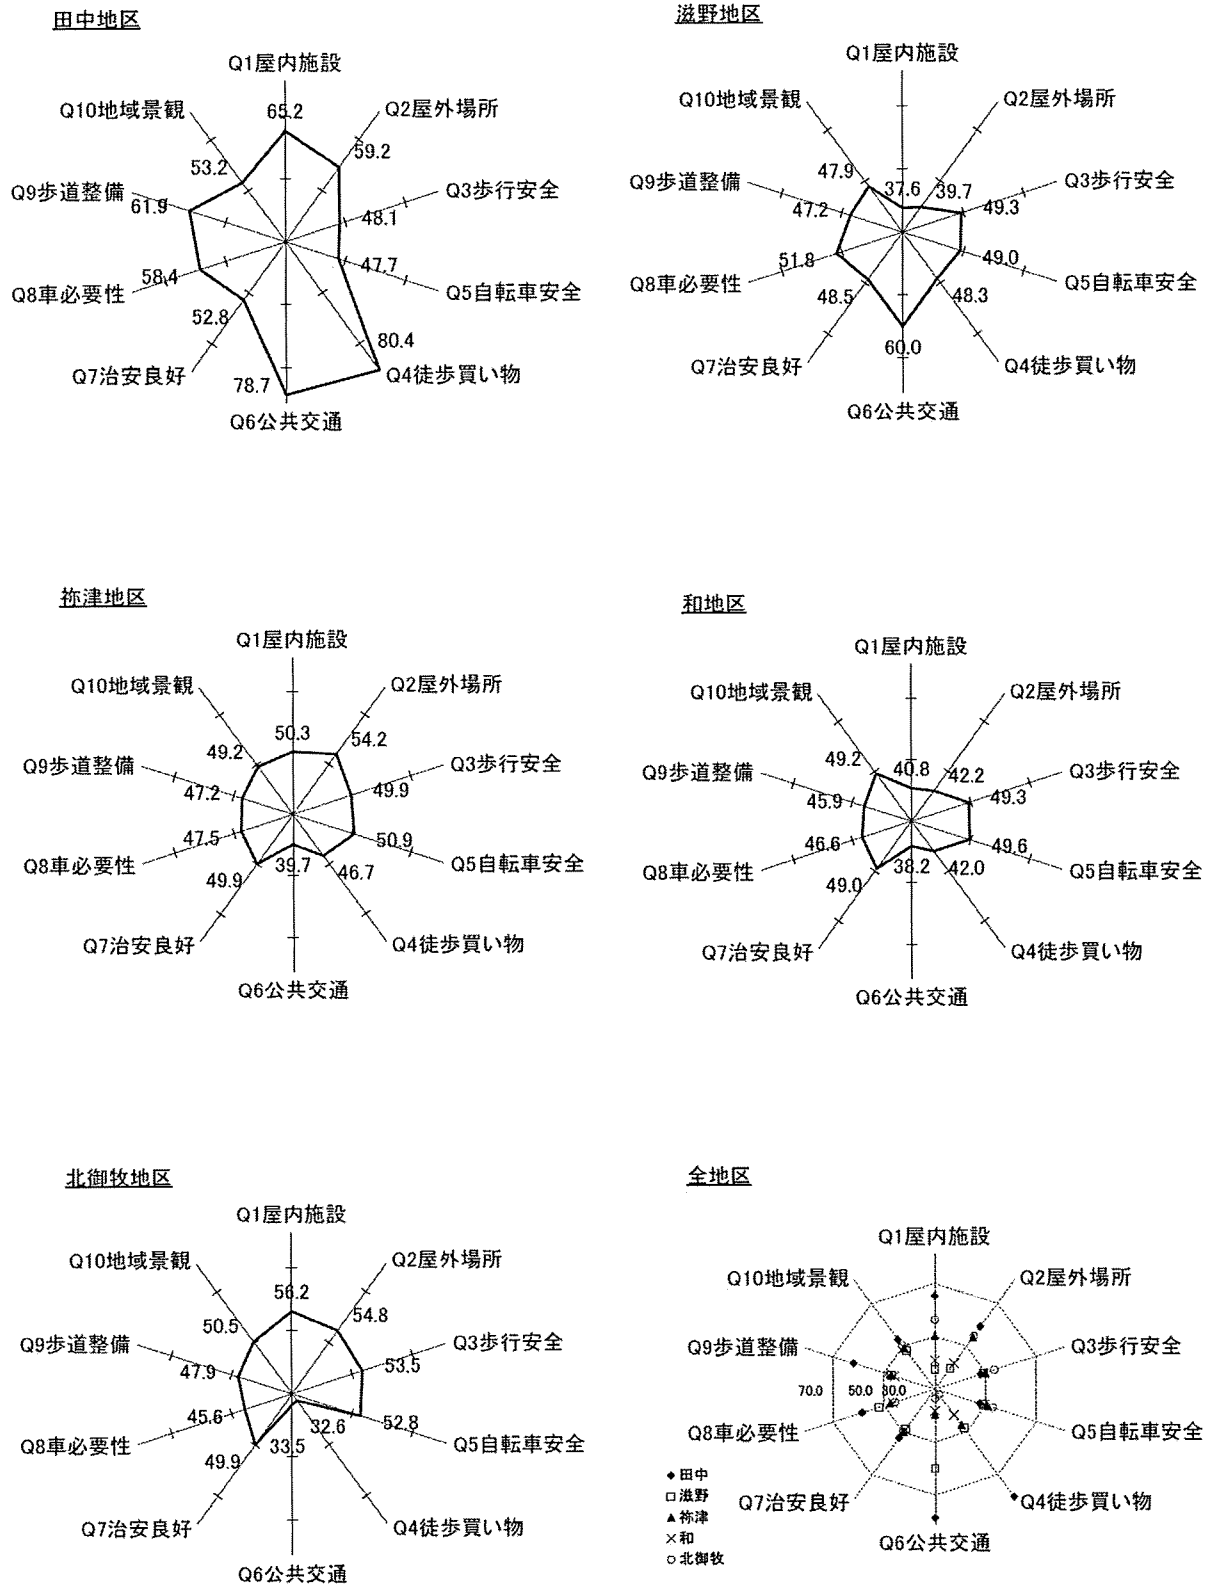 田中地区
Q1屋内施設
Q10地域景観
Q2屋外場所
65.2
59.2
53.2
Q9歩道整備
Q3歩行安全
61.9
48.1
58.4
47.7
Q8車必要性
Q5自転車安全
52.8
80.4
Q7治安良好
Q4徒歩買い物
78.7
Q6公共交通
滋野地区
Q1屋内施設
Q10地域景観
Q2屋外場所
47.9
37.6
39.7
Q9歩道整備
Q3歩行安全
47.2
49.3
51.8
49.0
Q8車必要性
Q5自転車安全
48.5
48.3
60.0
Q7治安良好
Q4徒歩買い物
Q6公共交通
祢津地区
Q1屋内施設
Q10地域景観
Q2屋外場所
50.3
54.2
49.2
Q9歩道整備
Q3歩行安全
47.2
49.9
47.5
50.9
Q8車必要性
Q5自転車安全
49.9
39.7
46.7
Q7治安良好
Q4徒歩買い物
Q6公共交通
和地区
Q1屋内施設
Q10地域景観
Q2屋外場所
49.2
40.8
42.2
Q9歩道整備
Q3歩行安全
45.9
49.3
46.6
49.6
Q8車必要性
Q5自転車安全
49.0
38.2
42.0
Q7治安良好
Q4徒歩買い物
Q6公共交通
北御牧地区
Q1屋内施設
Q10地域景観
Q2屋外場所
56.2
54.8
50.5
Q9歩道整備
Q3歩行安全
47.9
53.5
45.6
32.6
52.8
Q8車必要性
Q5自転車安全
49.9
33.5
Q7治安良好
Q4徒歩買い物
Q6公共交通
全地区
Q1屋内施設
Q10地域景観
Q2屋外場所
Q9歩道整備
Q3歩行安全
70.0 50.0 30.0
Q8車必要性
Q5自転車安全
Q7治安良好
Q4徒歩買い物
Q6公共交通
田中
滋野
祢津
和
北御牧